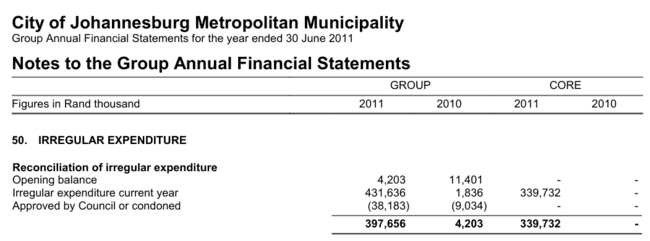 City of Johannesburg Metropolitan Municipality
Group Annual Financial Statements for the year ended 30 June 2011
Notes to the Group Annual Financial Statements
GROUP CORE
Figures in Rand thousand 2011 2010 2011 2010
50. IRREGULAR EXPENDITURE
Reconciliation of irregular expenditure
Opening balance 4,203 11,401 - -
Irregular expenditure current year 431,636 1,836 339,732 -
Approved by Council or condoned (38,183) (9,034) - -
397,656 4,203 339,732 -